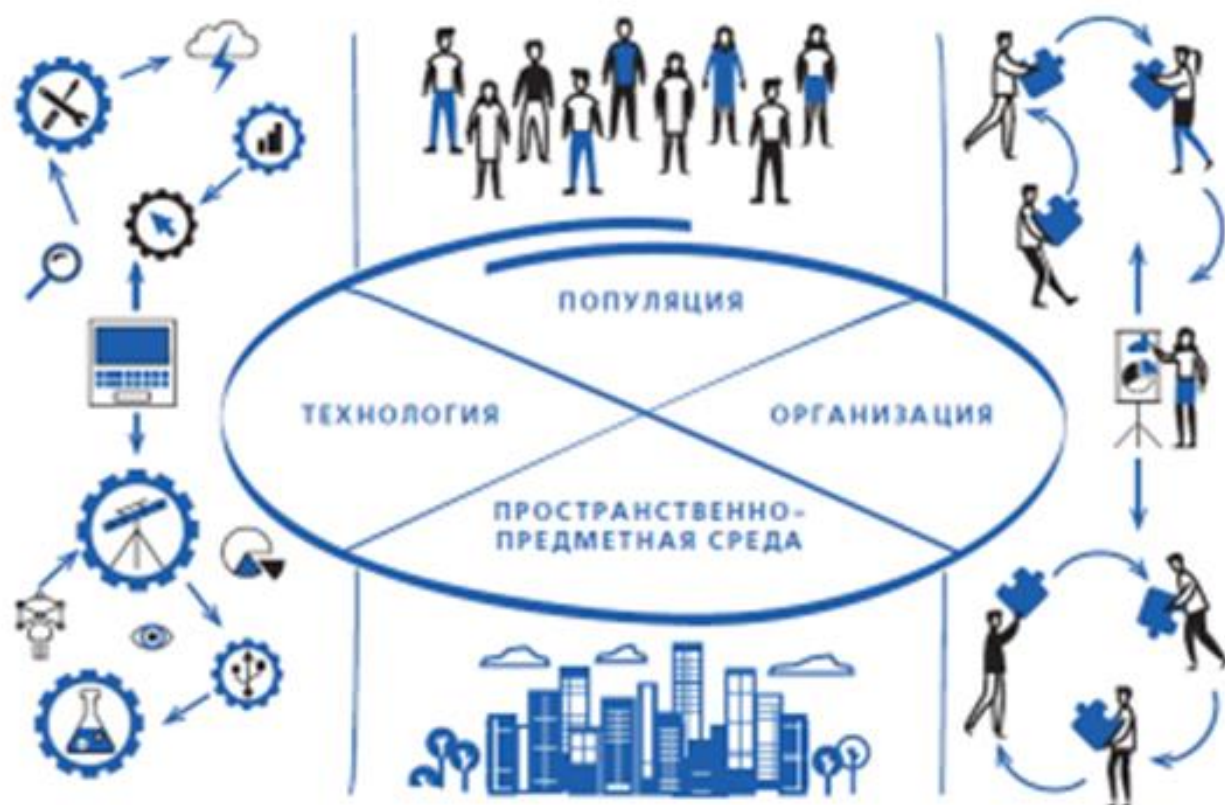 ПОПУЛЯЦИЯ
ТЕХНОЛОГИЯ
ОРГАНИЗАЦИЯ
ПРОСТРАНСТВЕННО-
ПРЕДМЕТНАЯ СРЕДА